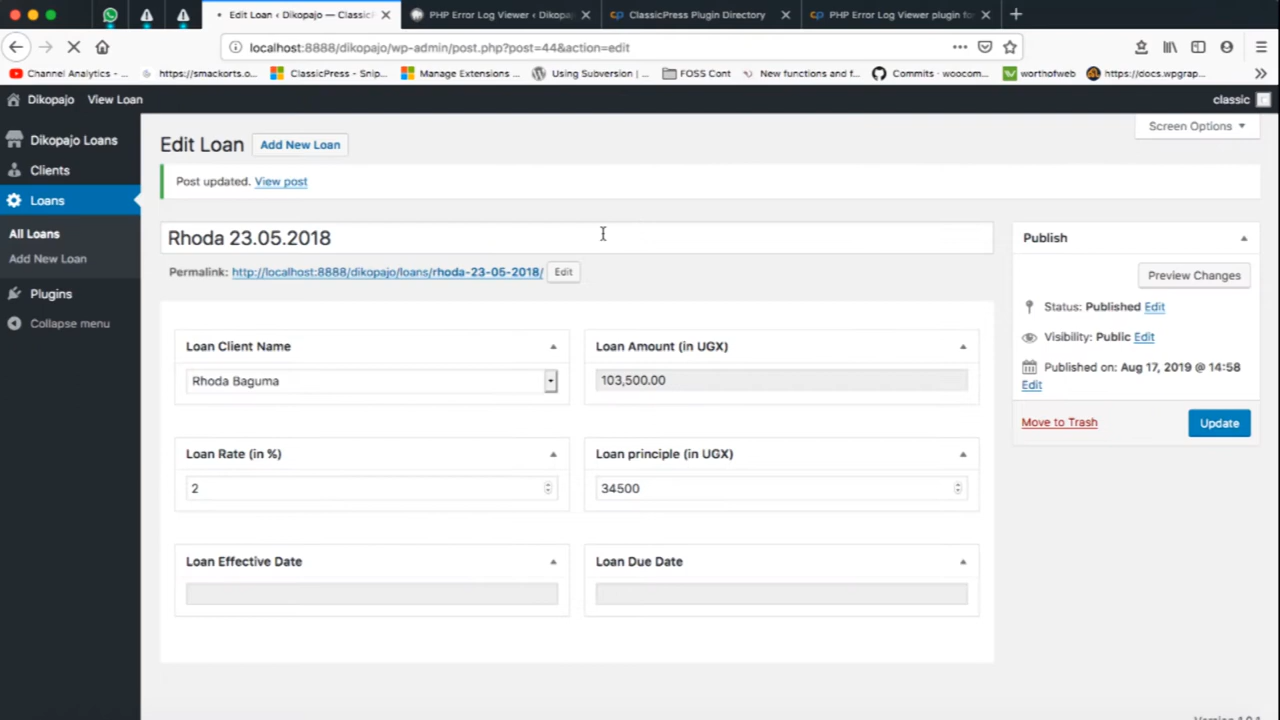 Edit Loan ‹ Dikopajo — Classic
PHP Error Log Viewer ‹ Dikopa
ClassicPress Plugin Directory
PHP Error Log Viewer plugin fo
localhost:8888/dikopajo/wp-admin/post.php?post=44&action=edit
Channel Analytics - ...
https://smackorts.o...
ClassicPress - Snip...
Manage Extensions ...
Using Subversion | ...
FOSS Cont
New functions and f...
Commits · woocom...
worthofweb
https://docs.wpgrap...
Dikopajo
View Loan
classic
Screen Options
Dikopajo Loans
Clients
Loans
All Loans
Add New Loan
Plugins
Collapse menu
Edit Loan
Add New Loan
Post updated. View post
Rhoda 23.05.2018
Permalink: http://localhost:8888/dikopajo/loans/rhoda-23-05-2018/ Edit
Loan Client Name
Rhoda Baguma
Loan Amount (in UGX)
103,500.00
Loan Rate (in %)
2
Loan principle (in UGX)
34500
Loan Effective Date
Loan Due Date
Publish
Preview Changes
Status: Published Edit
Visibility: Public Edit
Published on: Aug 17, 2019 @ 14:58
Edit
Move to Trash
Update